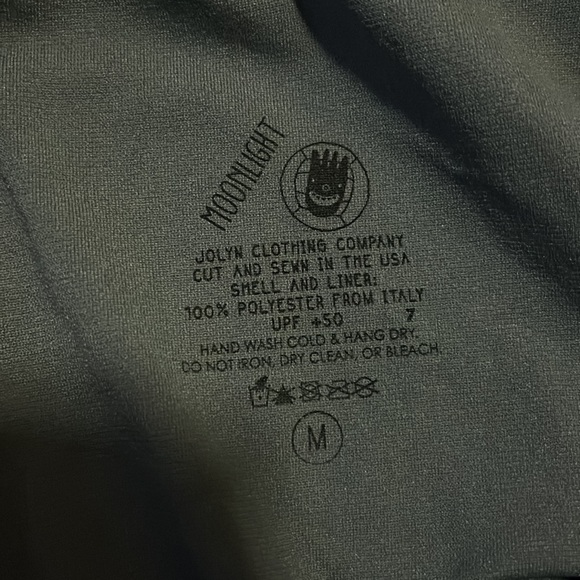 MOONLIGHT
JOLYN CLOTHING COMPANY
CUT AND SEWN IN THE USA
SHELL AND LINER:
100% POLYESTER FROM ITALY
UPF +50 7
HAND WASH COLD & HANG DRY.
DO NOT IRON, DRY CLEAN, OR BLEACH.
M